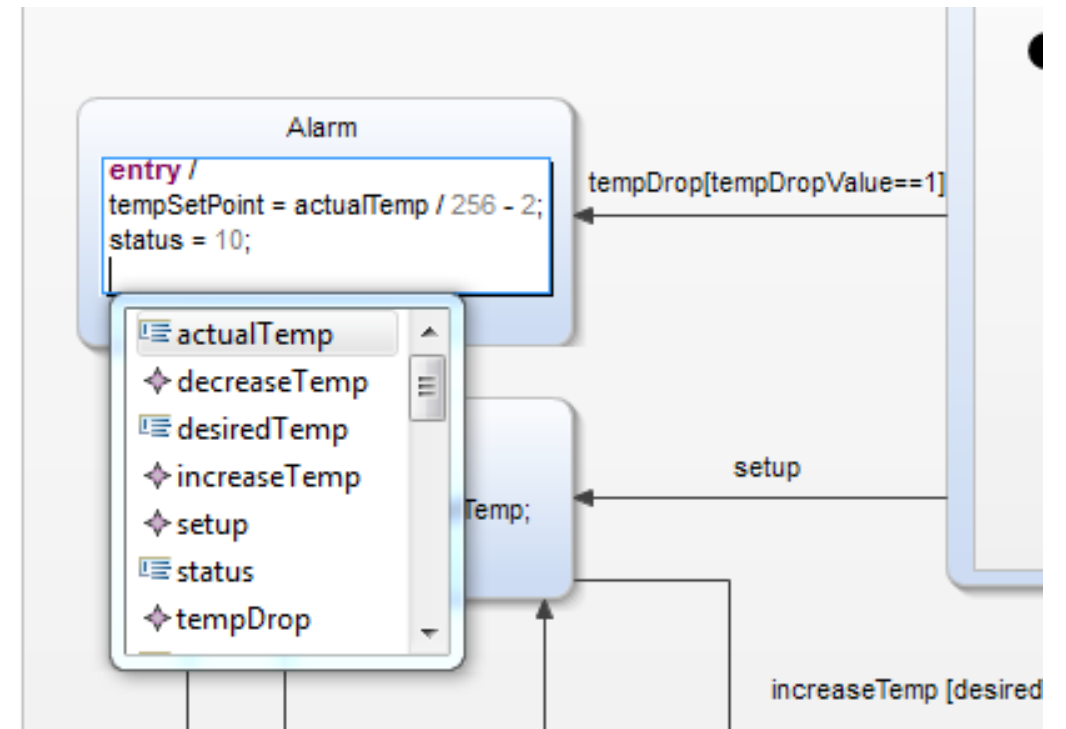 Alarm
entry /
tempSetPoint = actualTemp / 256 - 2;
status = 10;
tempDrop[tempDropValue==1]
actualTemp
decreaseTemp
desiredTemp
increaseTemp
setup
status
tempDrop
Temp;
setup
increaseTemp [desired